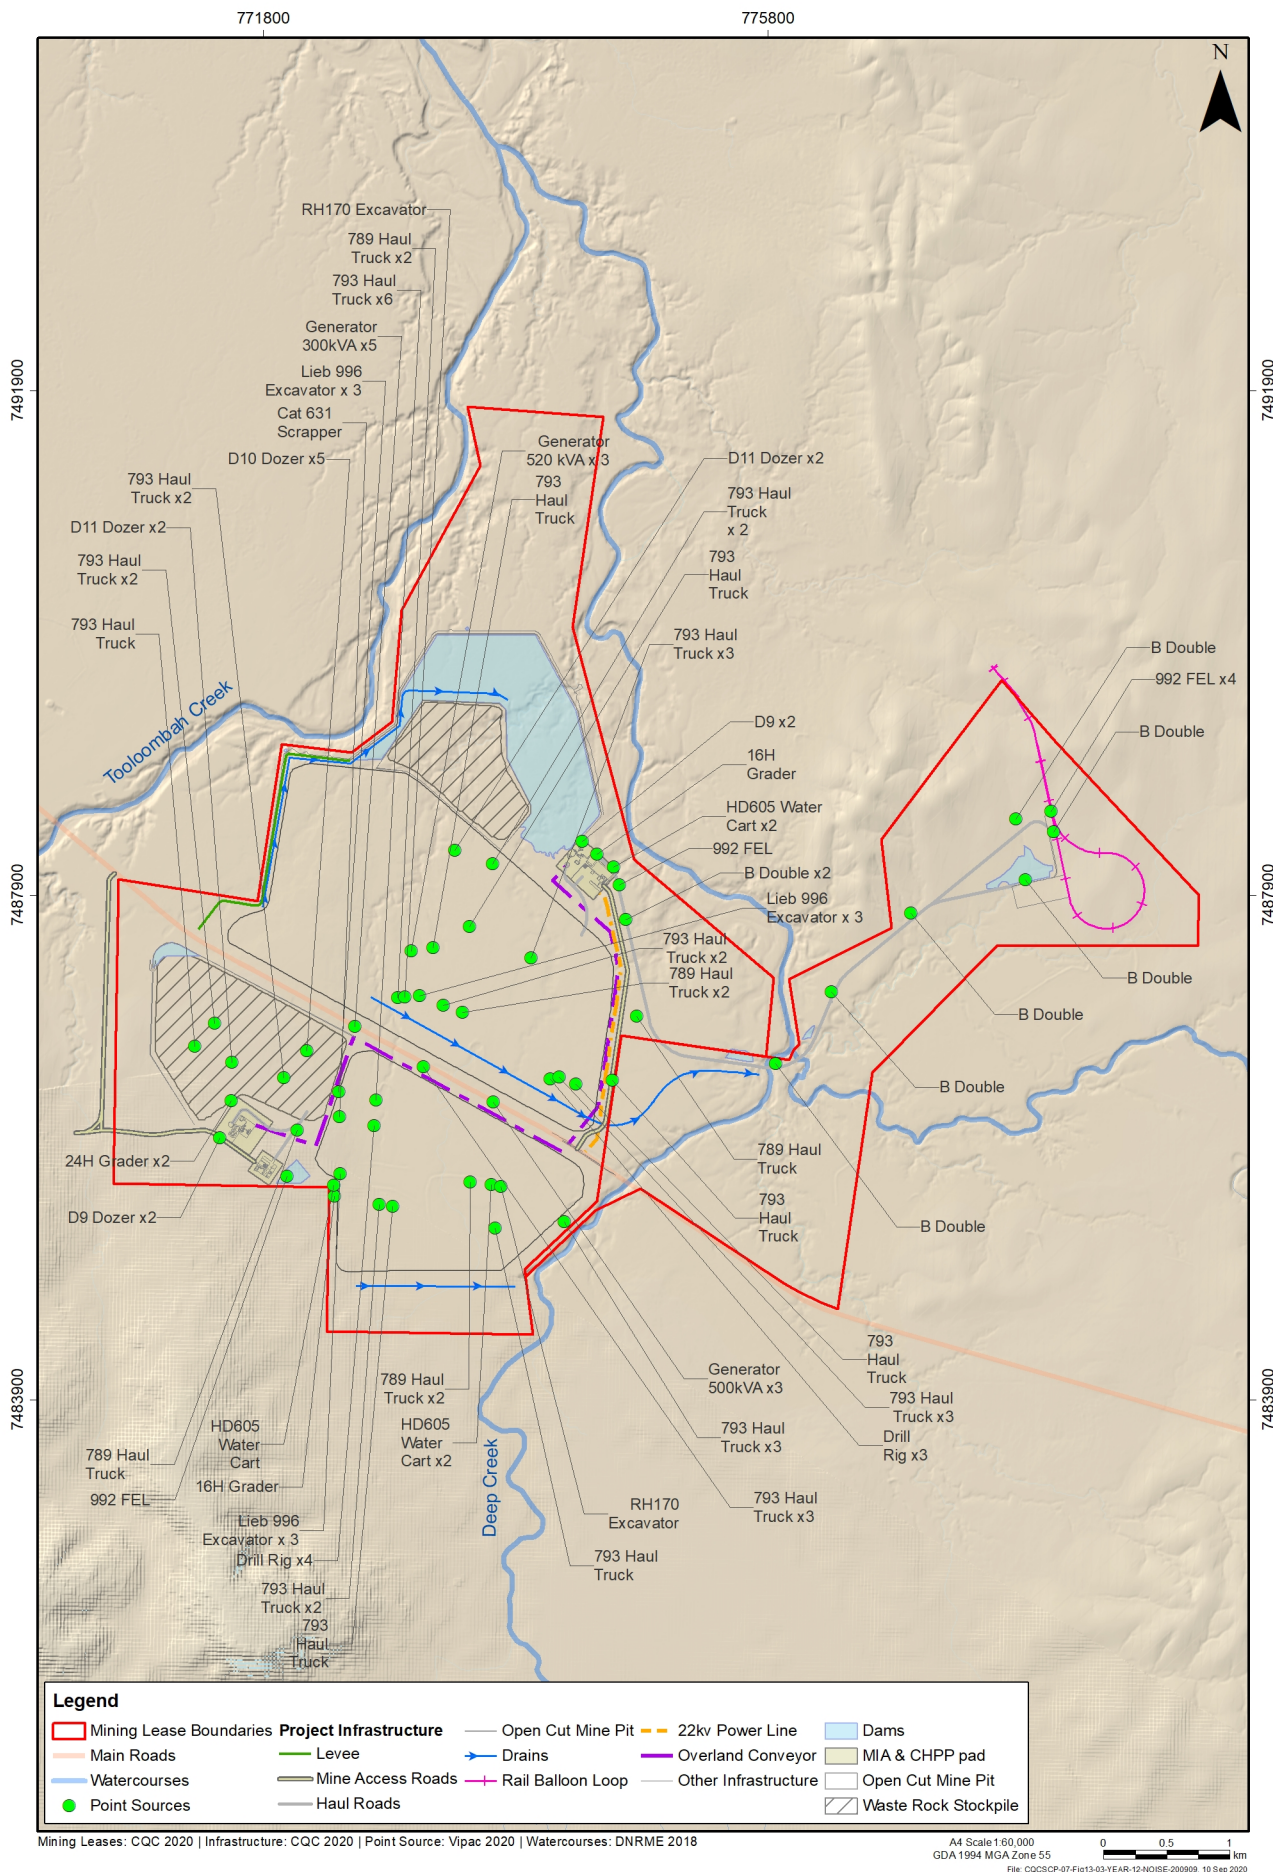 771800
775800
N
7491900
7491900
7487900
7487900
7483900
7483900
RH170 Excavator
789 Haul
Truck x2
793 Haul
Truck x6
Generator
300kVA x5
Lieb 996
Excavator x 3
Cat 631
Scrapper
D10 Dozer x5
793 Haul
Truck x2
D11 Dozer x2
793 Haul
Truck x2
793 Haul
Truck
Generator
520 kVA x 3
793
Haul
Truck
D11 Dozer x2
793 Haul
Truck
x 2
793
Haul
Truck
793 Haul
Truck x3
B Double
992 FEL x4
B Double
Tooloombah Creek
D9 x2
16H
Grader
HD605 Water
Cart x2
992 FEL
B Double x2
Lieb 996
Excavator x 3
793 Haul
Truck x2
789 Haul
Truck x2
B Double
B Double
B Double
24H Grader x2
D9 Dozer x2
789 Haul
Truck
793
Haul
Truck
B Double
793
Haul
Truck
Generator
500kVA x3
793 Haul
Truck x3
Drill
Rig x3
793 Haul
Truck x3
793 Haul
Truck x3
RH170
Excavator
793 Haul
Truck
789 Haul
Truck x2
HD605
Water
Cart x2
Deep Creek
HD605
Water
Cart
789 Haul
Truck
16H Grader
992 FEL
Lieb 996
Excavator x 3
Drill Rig x4
793 Haul
Truck x2
793
Haul
Truck
Legend
Mining Lease Boundaries
Main Roads
Watercourses
Point Sources
Project Infrastructure
Levee
Mine Access Roads
Haul Roads
Open Cut Mine Pit
Drains
Rail Balloon Loop
22kv Power Line
Overland Conveyor
Other Infrastructure
Dams
MIA & CHPP pad
Open Cut Mine Pit
Waste Rock Stockpile
Mining Leases: CQC 2020 | Infrastructure: CQC 2020 | Point Source: Vipac 2020 | Watercourses: DNRME 2018
A4 Scale 1:60,000
GDA 1994 MGA Zone 55
0 0.5 1
km
File: CQCSCP-07-Fig13-03-YEAR-12-NOISE-200909, 10 Sep 2020